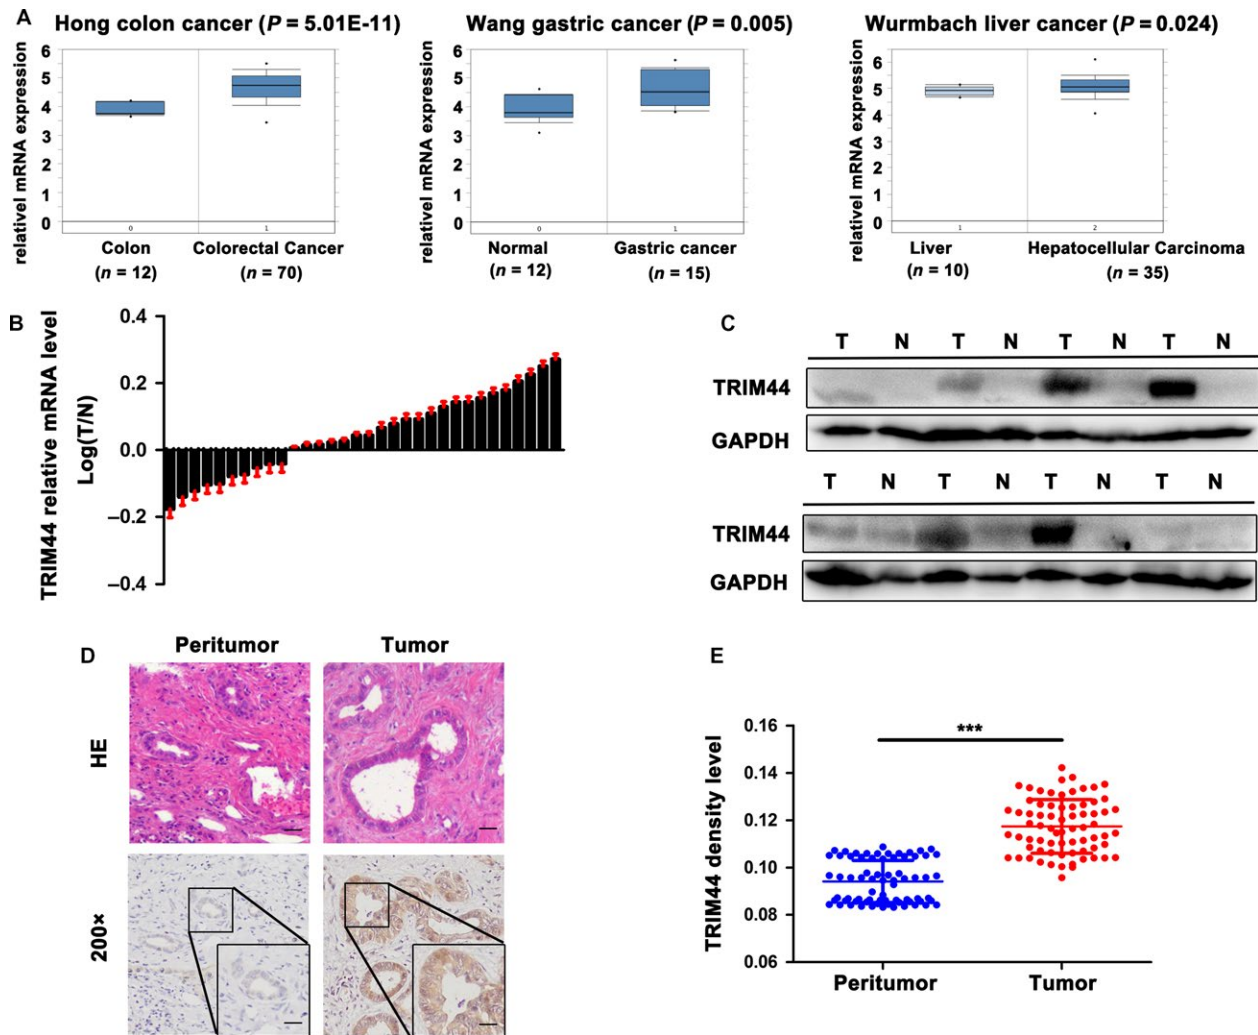 A
Hong colon cancer (P = 5.01E-11)
Wang gastric cancer (P = 0.005)
Wurmbach liver cancer (P = 0.024)
relativel mRNA expression
6
5
4
3
2
1
0
0
1
Colon
(n = 12)
Colorectal Cancer
(n = 70)
relativel mRNA expression
6
5
4
3
2
1
0
0
1
Normal
(n = 12)
Gastric cancer
(n = 15)
relativel mRNA expression
6
5
4
3
2
1
0
1
2
Liver
(n = 10)
Hepatocellular Carcinoma
(n = 35)
B
TRIM44 relative mRNA level
Log(T/N)
0.4
0.2
0.0
–0.2
–0.4
C
T N T N T N T N
TRIM44
GAPDH
T N T N T N T N
TRIM44
GAPDH
D
Peritumor Tumor
HE
200×
E
TRIM44 density level
0.16
0.14
0.12
0.10
0.08
0.06
***
Peritumor Tumor